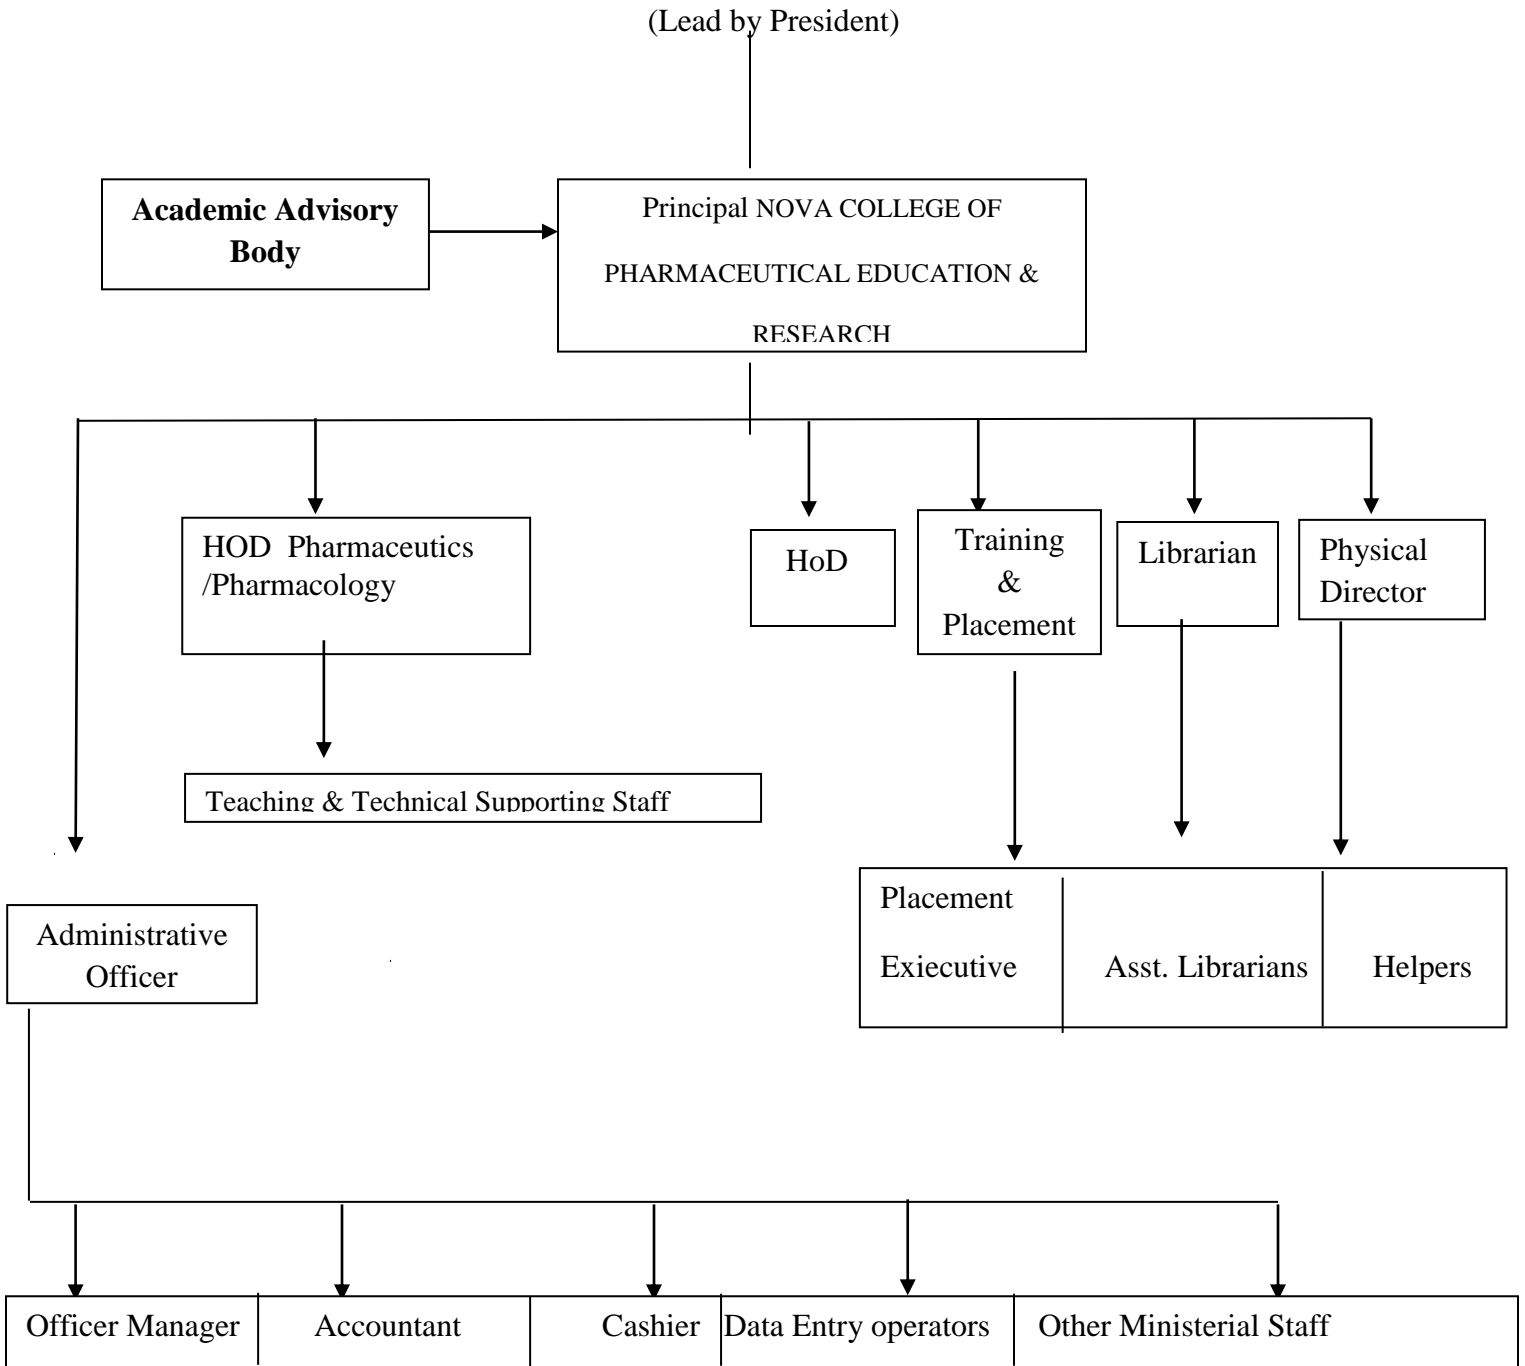 (Lead by President)
Academic Advisory
Body
Principal NOVA COLLEGE OF
PHARMACEUTICAL EDUCATION &
RESEARCH
HOD  Pharmaceutics
/Pharmacology
HoD
Training
&
Placement
Librarian
Physical
Director
Teaching & Technical Supporting Staff
Administrative
Officer
Placement
Exiecutive
Asst. Librarians
Helpers
Officer Manager
Accountant
Cashier
Data Entry operators
Other Ministerial Staff